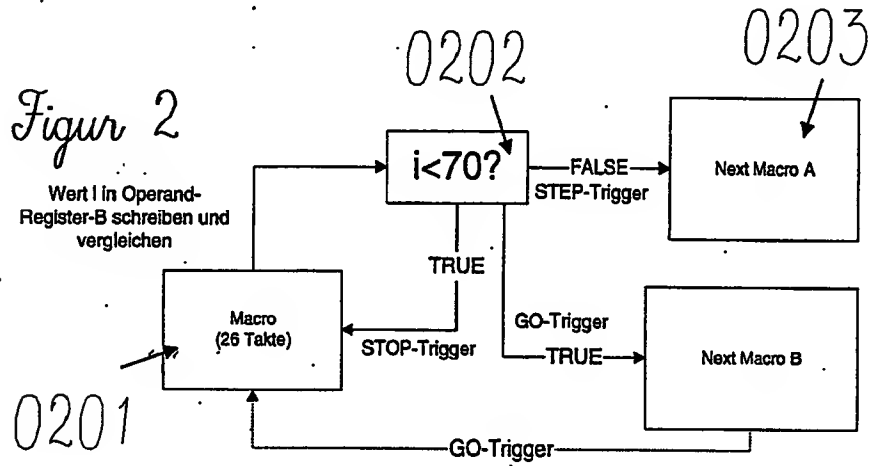 0203
0202
Figur 2
i<70?
FALSE
STEP-Trigger
Next Macro A
Wert I in Operand-
Register-B schreiben und
vergleichen
TRUE
Macro
(26 Takte)
STOP-Trigger
GO-Trigger
TRUE
Next Macro B
0201
GO-Trigger